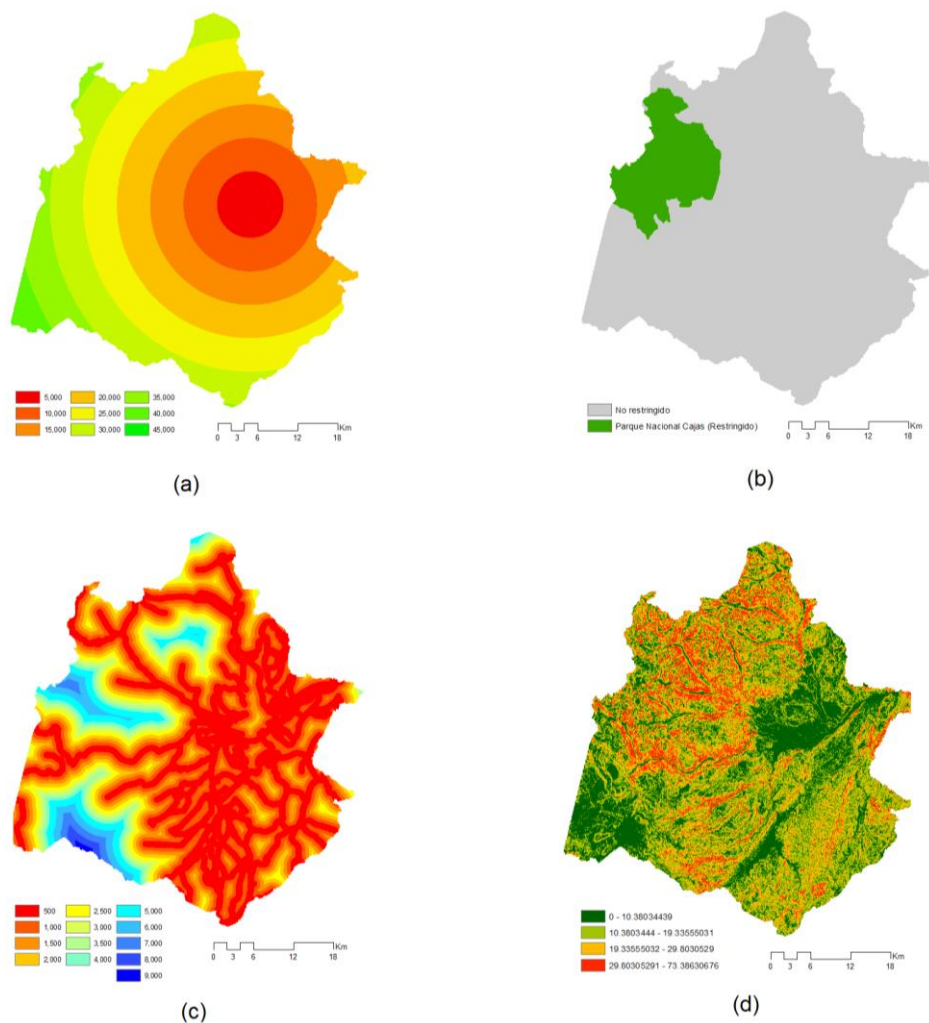 5,000 20,000 35,000
10,000 25,000 40,000
15,000 30,000 45,000
Km
0 3 6 12 18
(a)
No restringido
Parque Nacional Cajas (Restringido)
Km
0 3 6 12 18
(b)
500 2,500 5,000
1,000 3,000 6,000
1,500 3,500 7,000
2,000 4,000 8,000
9,000
Km
0 3 6 12 18
(c)
0 - 10.38034439
10.3803444 - 19.33555031
19.33555032 - 29.8030529
29.80305291 - 73.38630676
Km
0 3 6 12 18
(d)